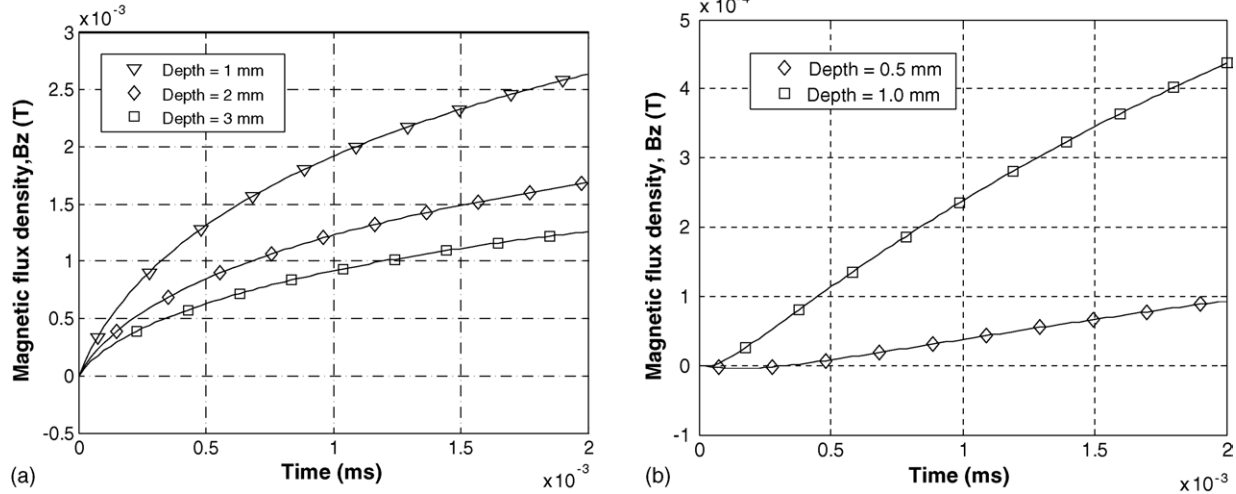 x10⁻³
3
2.5
2
1.5
1
0.5
0
-0.5
Magnetic flux density,Bz (T)
Depth = 1 mm
Depth = 2 mm
Depth = 3 mm
0 0.5 1 1.5 2
Time (ms)
x10⁻³
(a)
x10⁻⁴
5
4
3
2
1
0
-1
Magnetic flux density, Bz (T)
Depth = 0.5 mm
Depth = 1.0 mm
0 0.5 1 1.5 2
Time (ms)
x10⁻³
(b)